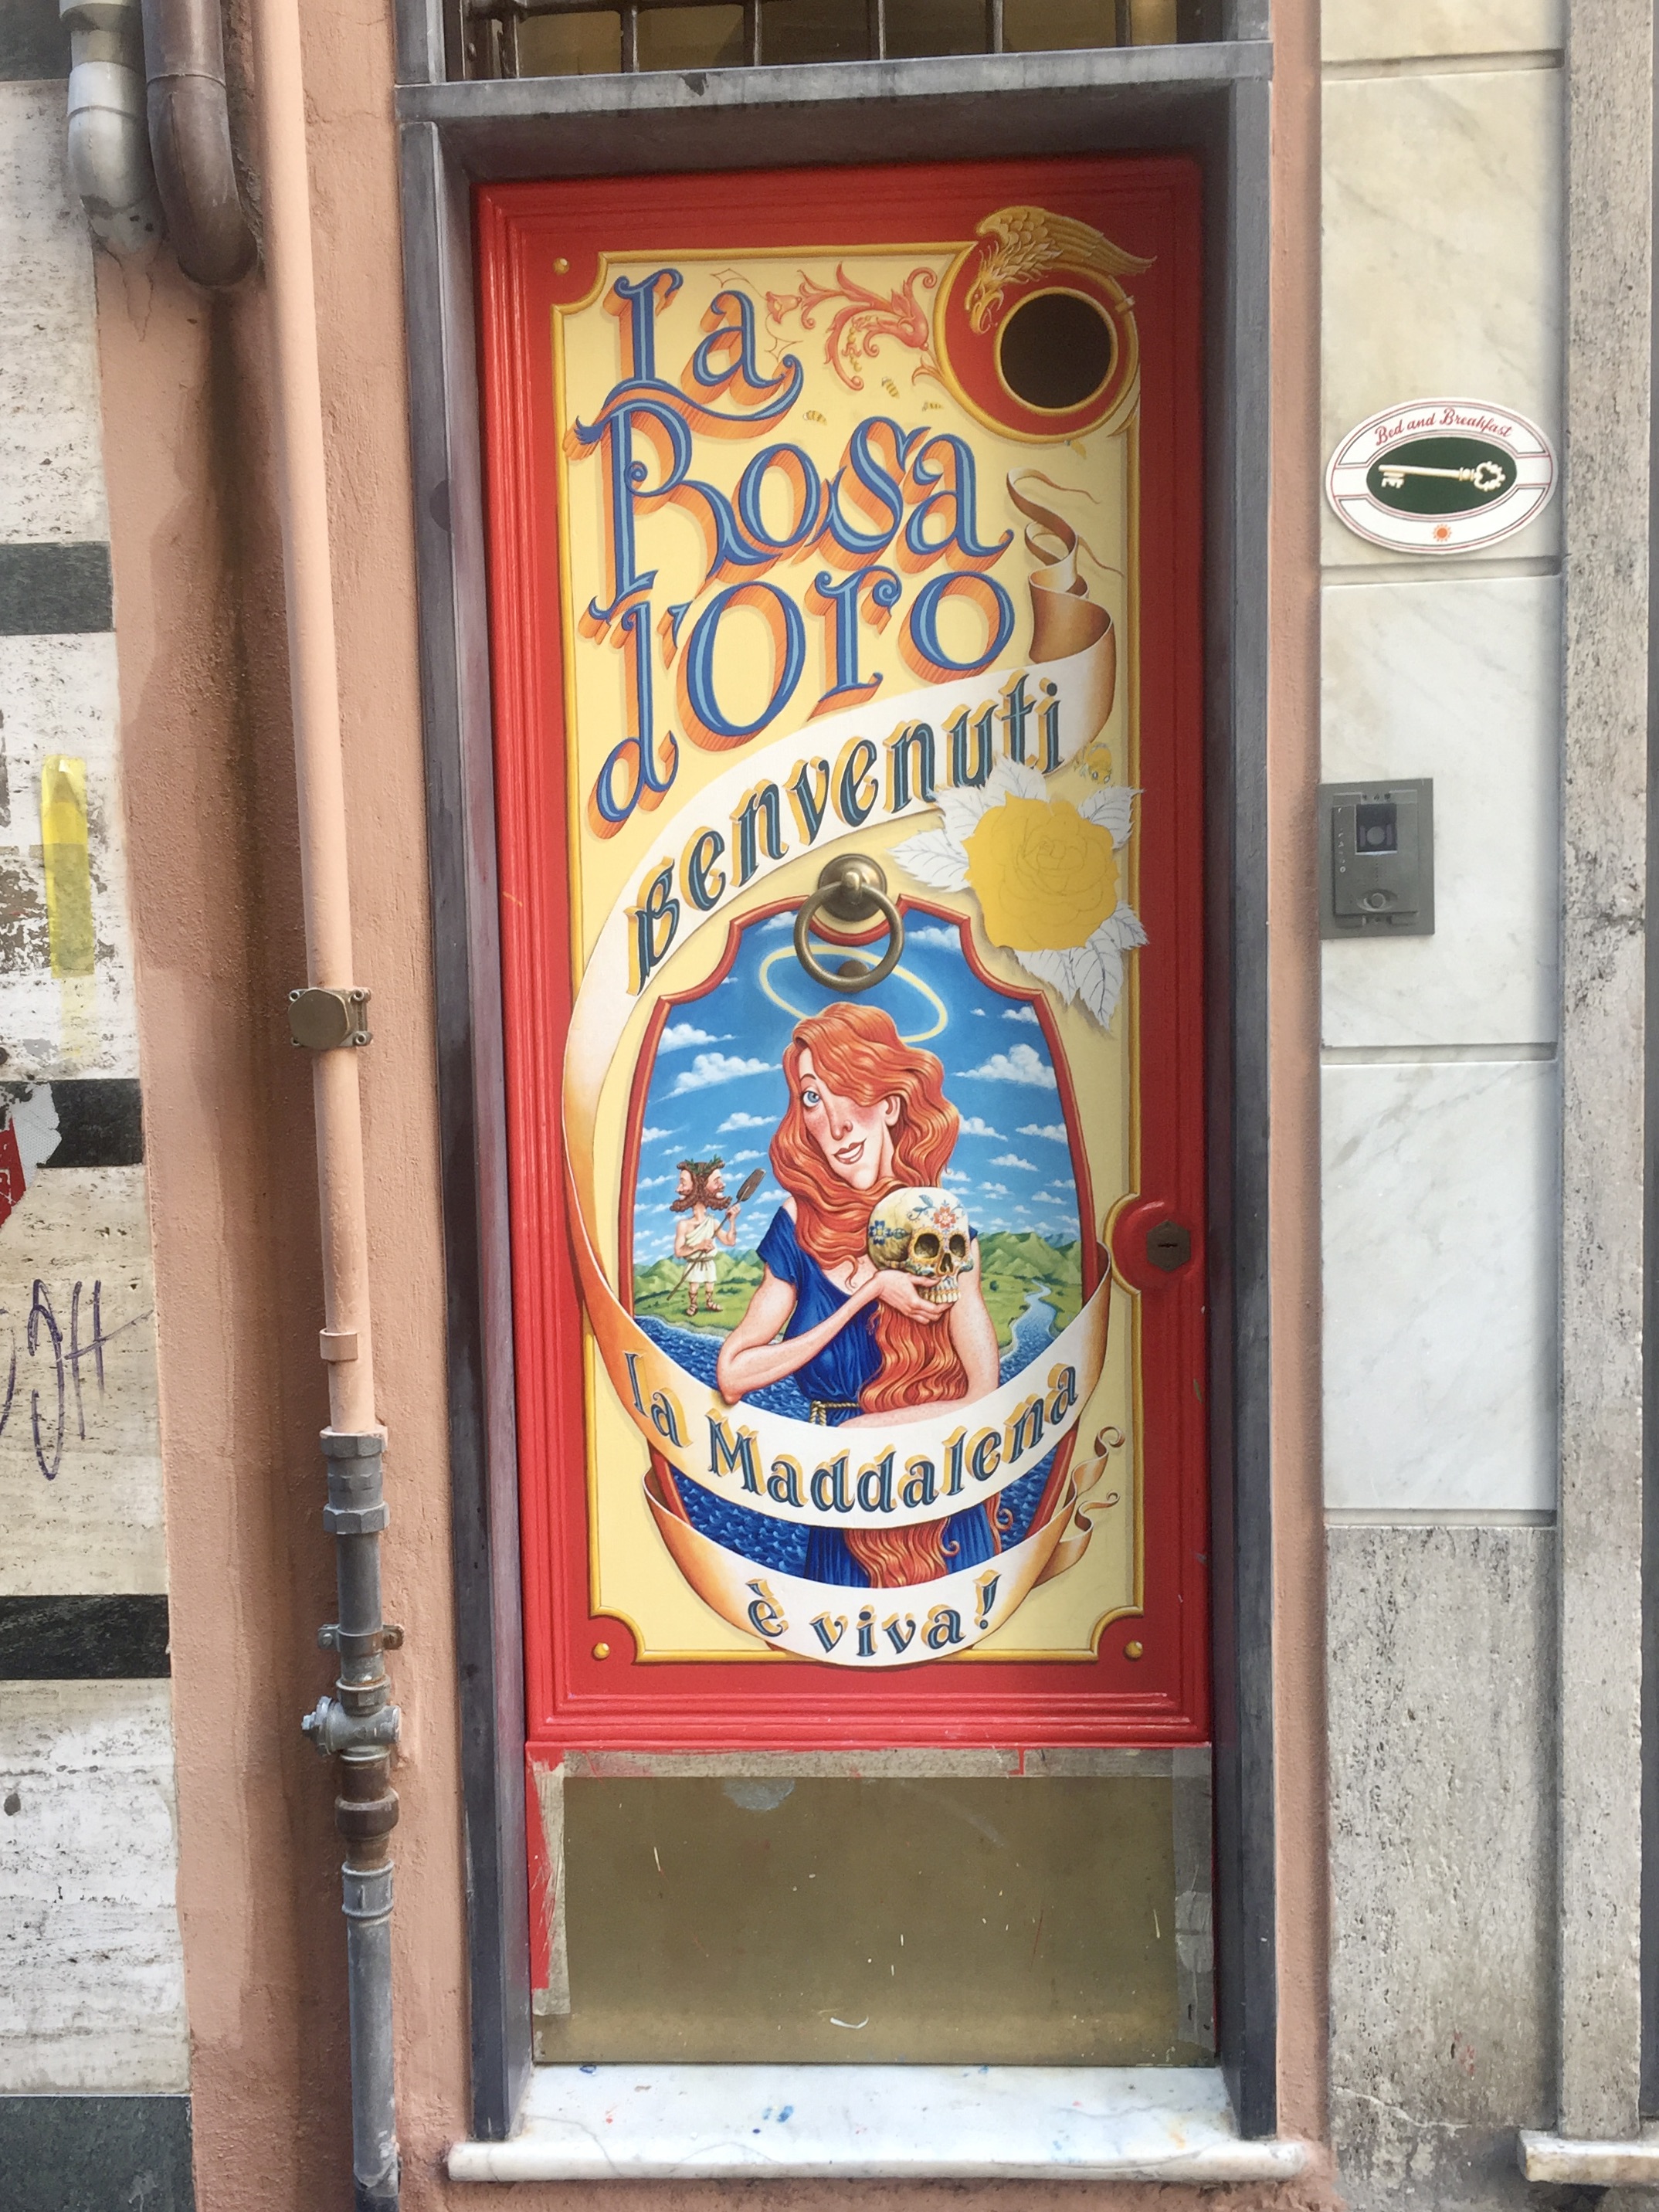 La
Rosa
d'oro
Benvenuti
la Maddalena
è viva!
Bed and Breakfast